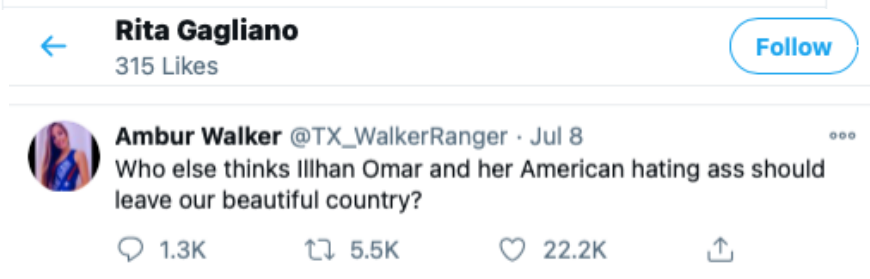 Rita Gagliano
315 Likes
Follow
Ambur Walker @TX_WalkerRanger · Jul 8
Who else thinks Illhan Omar and her American hating ass should
leave our beautiful country?
1.3K 5.5K 22.2K